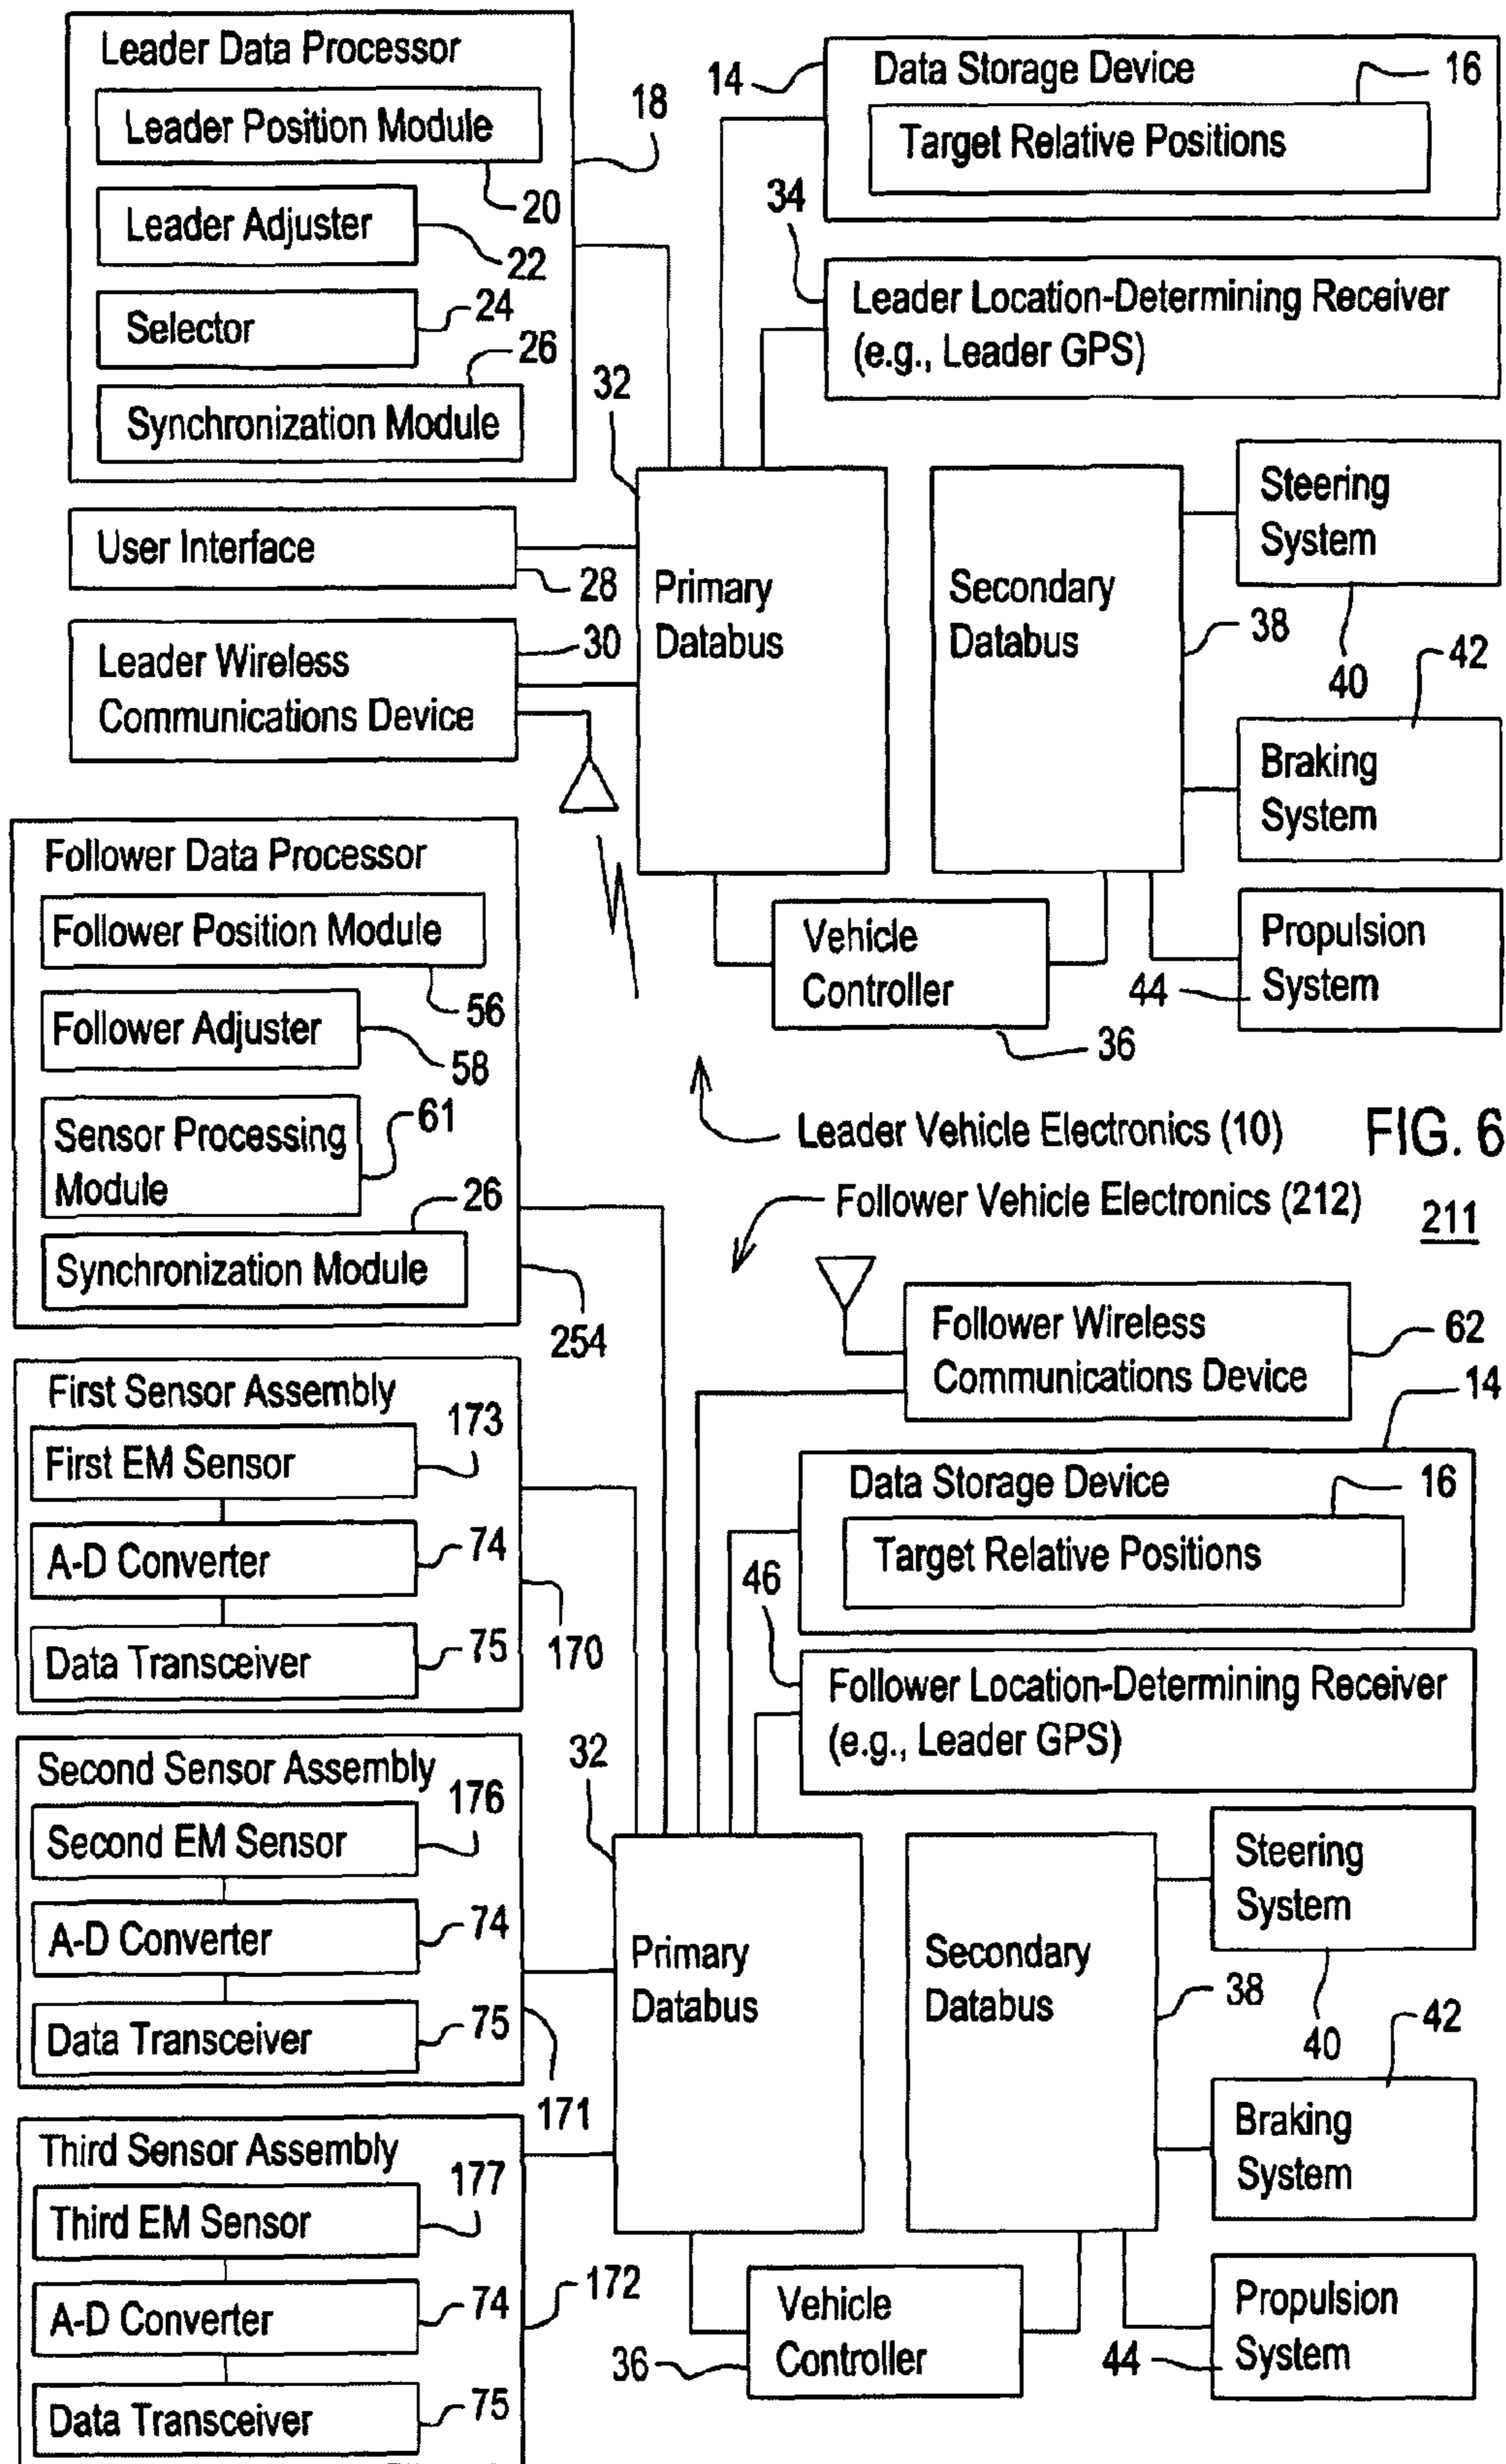 Leader Data Processor
Leader Position Module
18
20
Leader Adjuster
22
Selector
24
26
Synchronization Module
14
Data Storage Device
16
Target Relative Positions
34
Leader Location-Determining Receiver
(e.g., Leader GPS)
32
User Interface
28
Leader Wireless
Communications Device
30
Primary
Databus
Secondary
Databus
38
Steering
System
40
42
Braking
System
Propulsion
System
44
Vehicle
Controller
36
Leader Vehicle Electronics (10)
FIG. 6
Follower Vehicle Electronics (212)
211
Follower Data Processor
Follower Position Module
56
Follower Adjuster
58
Sensor Processing
Module
61
26
Synchronization Module
254
Follower Wireless
Communications Device
62
14
Data Storage Device
16
Target Relative Positions
46
Follower Location-Determining Receiver
(e.g., Leader GPS)
First Sensor Assembly
173
First EM Sensor
A-D Converter
74
Data Transceiver
75
170
Second Sensor Assembly
176
Second EM Sensor
A-D Converter
74
Data Transceiver
75
171
Third Sensor Assembly
177
Third EM Sensor
A-D Converter
74
172
Data Transceiver
75
32
Primary
Databus
Secondary
Databus
38
Steering
System
40
42
Braking
System
Propulsion
System
44
Vehicle
Controller
36